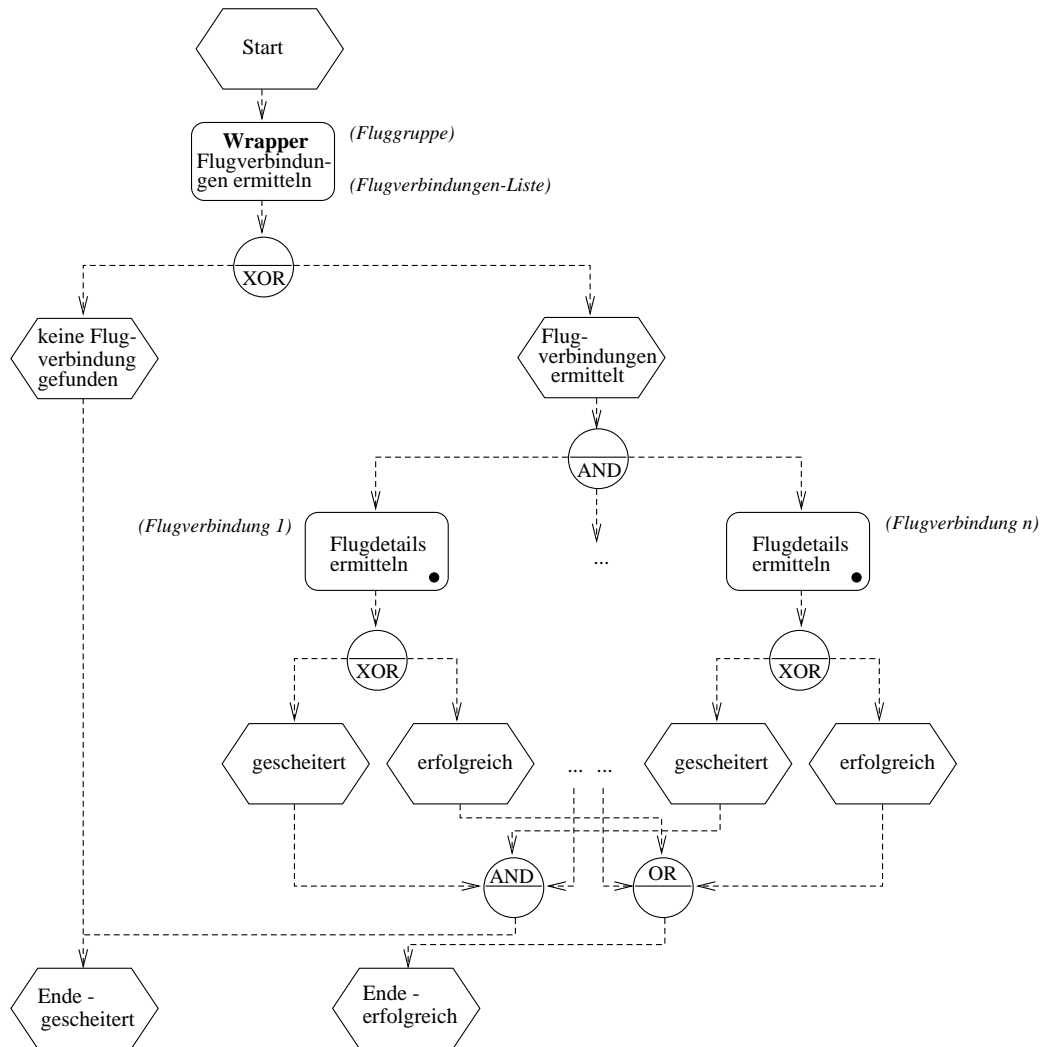 Start
Wrapper
Flugverbindun-
gen ermitteln
(Fluggruppe)
(Flugverbindungen-Liste)
XOR
keine Flug-
verbindung
gefunden
Flug-
verbindungen
ermittelt
AND
(Flugverbindung 1)
Flugdetails
ermitteln
...
Flugdetails
ermitteln
(Flugverbindung n)
XOR
XOR
gescheitert
erfolgreich
... ...
gescheitert
erfolgreich
AND
OR
Ende -
gescheitert
Ende -
erfolgreich